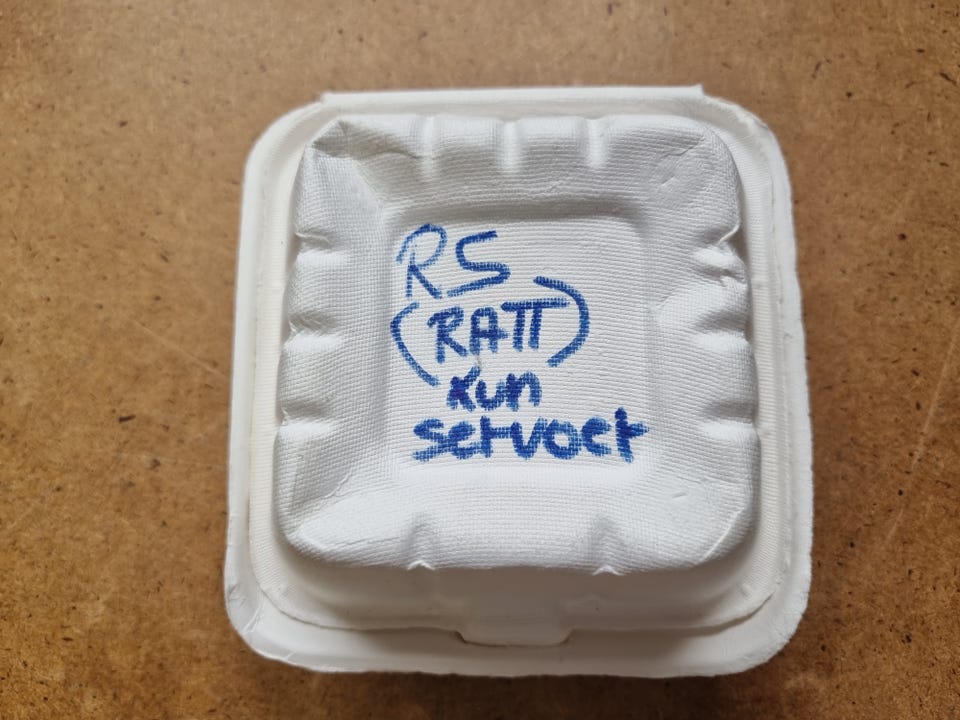 RS
(RATT)
Kun
servoet